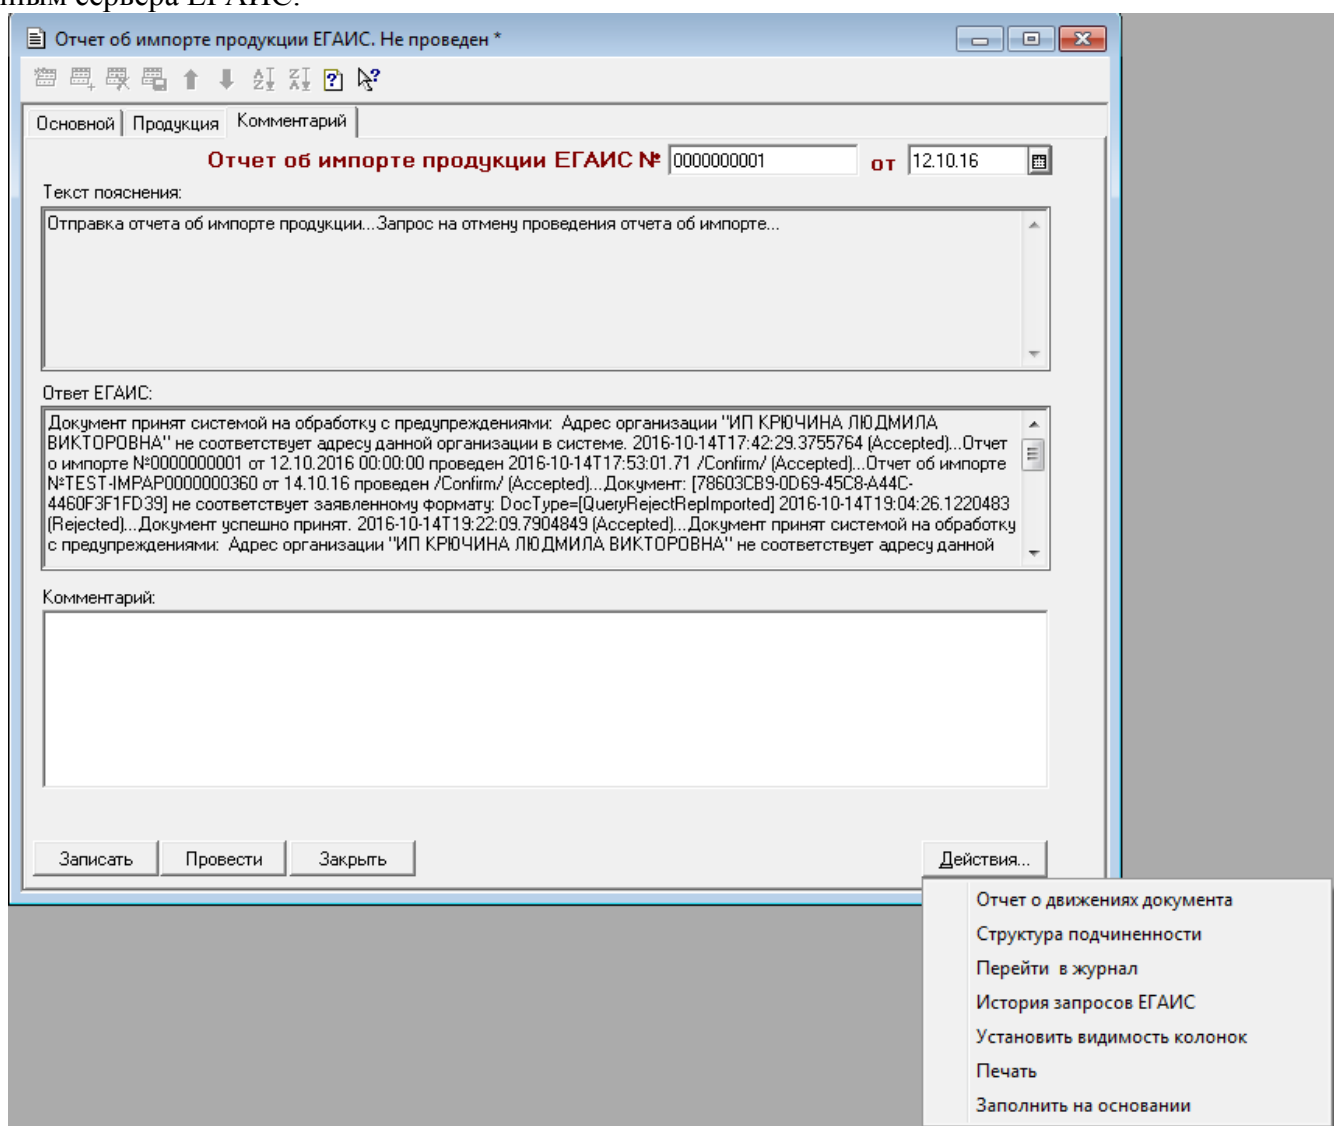 ным сервера ЕГАИС.
Отчет об импорте продукции ЕГАИС. Не проведен *
Основной Продукция Комментарий
Отчет об импорте продукции ЕГАИС № 0000000001 от 12.10.16
Текст пояснения:
Отправка отчета об импорте продукции...Запрос на отмену проведения отчета об импорте...
Ответ ЕГАИС:
Документ принят системой на обработку с предупреждениями:  Адрес организации "ИП КРЮЧИНА ЛЮДМИЛА
ВИКТОРОВНА" не соответствует адресу данной организации в системе. 2016-10-14T17:42:29.3755764 (Accepted)...Отчет
о импорте №0000000001 от 12.10.2016 00:00:00 проведен 2016-10-14T17:53:01.71 /Confirm/ (Accepted)...Отчет об импорте
№TEST-IMPAP0000000360 от 14.10.16 проведен /Confirm/ (Accepted)...Документ: [78603CB9-0D69-45C8-A44C-
4460F3F1FD39] не соответствует заявленному формату: DocType=[QueryRejectRepImported] 2016-10-14T19:04:26.1220483
(Rejected)...Документ успешно принят. 2016-10-14T19:22:09.7904849 (Accepted)...Документ принят системой на обработку
с предупреждениями:  Адрес организации "ИП КРЮЧИНА ЛЮДМИЛА ВИКТОРОВНА" не соответствует адресу данной
Комментарий:
Записать Провести Закрыть Действия...
Отчет о движениях документа
Структура подчиненности
Перейти  в журнал
История запросов ЕГАИС
Установить видимость колонок
Печать
Заполнить на основании